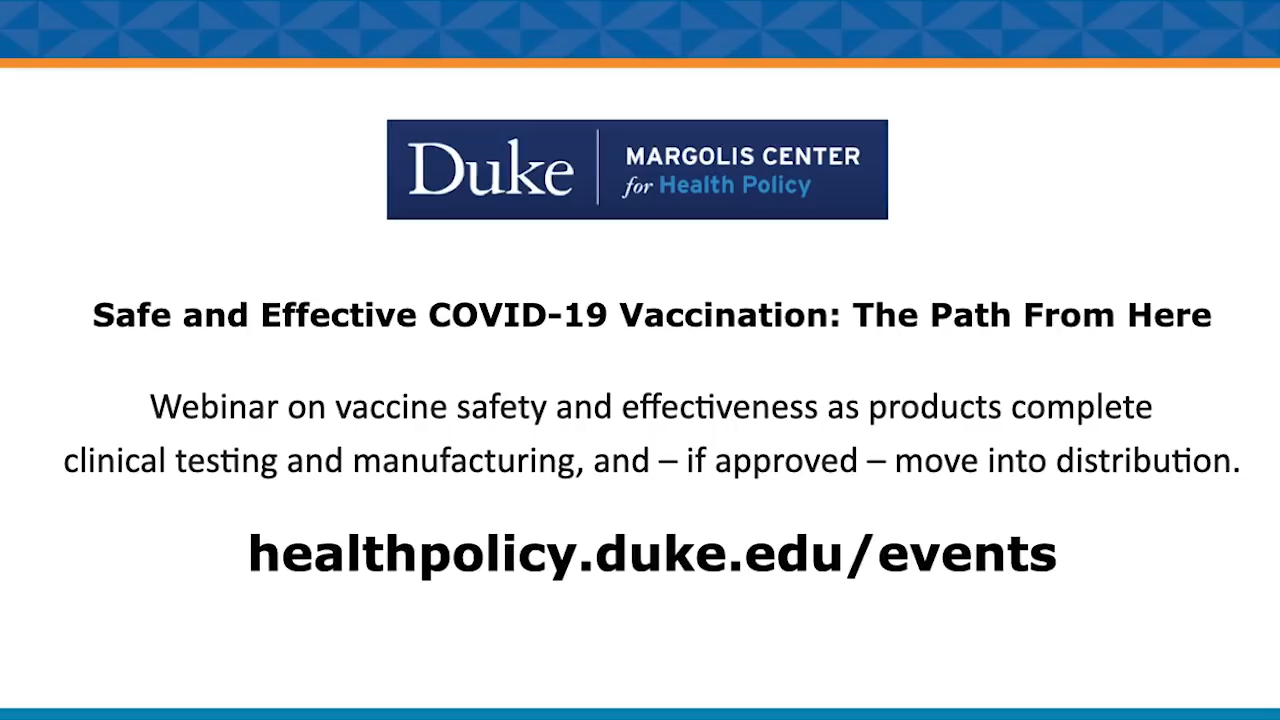 Duke
MARGOLIS CENTER
for Health Policy
Safe and Effective COVID-19 Vaccination: The Path From Here
Webinar on vaccine safety and effectiveness as products complete
clinical testing and manufacturing, and – if approved – move into distribution.
healthpolicy.duke.edu/events